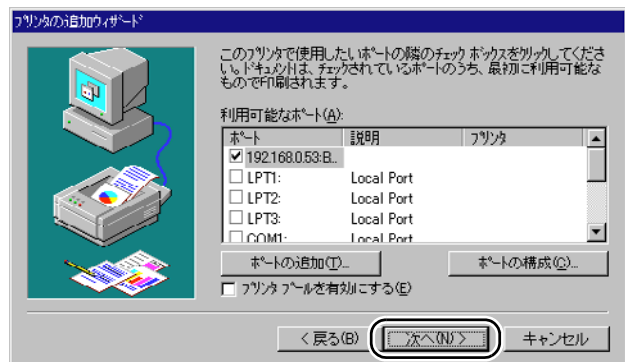 プリンタの追加ウィザード
このプリンタで使用したいポートの隣のチェック ボックスをクリックしてくださ
い。ドキュメントは、チェックされているポートのうち、最初に利用可能な
もので印刷されます。
利用可能なポート(A):
ポート 説明 プリンタ
192.168.0.53:B...
LPT1: Local Port
LPT2: Local Port
LPT3: Local Port
COM1: Local Port
ポートの追加(T)... ポートの構成(C)...
プリンタ プールを有効にする(E)
< 戻る(B) 次へ(N) > キャンセル